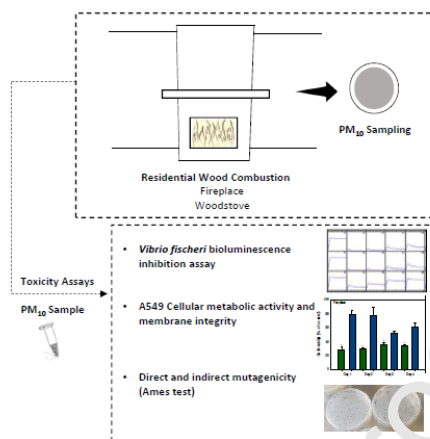 PM10 Sampling
Residential Wood Combustion
Fireplace
Woodstove
• Vibrio fischeri bioluminescence
inhibition assay
Toxicity Assays
PM10 Sample
• A549 Cellular metabolic activity and
membrane integrity
• Direct and indirect mutagenicity
(Ames test)